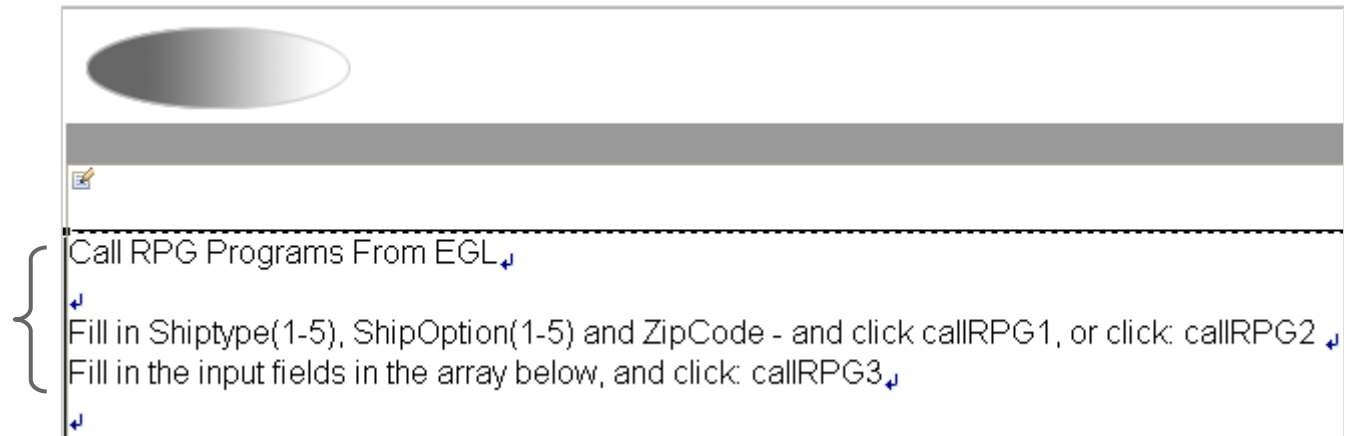 Call RPG Programs From EGL
Fill in Shiptype(1-5), ShipOption(1-5) and ZipCode - and click callRPG1, or click: callRPG2
Fill in the input fields in the array below, and click: callRPG3